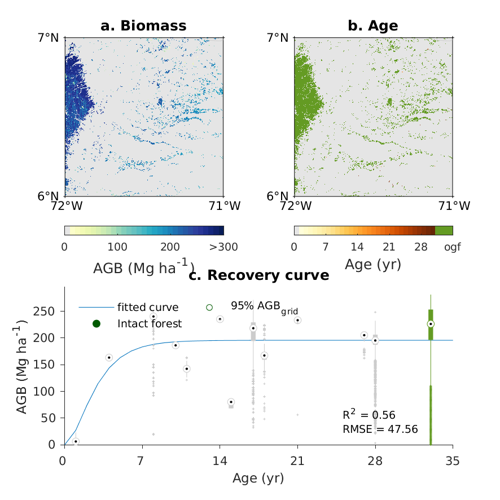 a. Biomass
b. Age
7°N
7°N
6°N
6°N
72°W
71°W
72°W
71°W
0
100
200
>300
0
7
14
21
28
ogf
AGB (Mg ha-1)
Age (yr)
c. Recovery curve
fitted curve
95% AGBgrid
Intact forest
250
200
150
100
50
0
AGB (Mg ha-1)
R2 = 0.56
RMSE = 47.56
0
7
14
21
28
35
Age (yr)